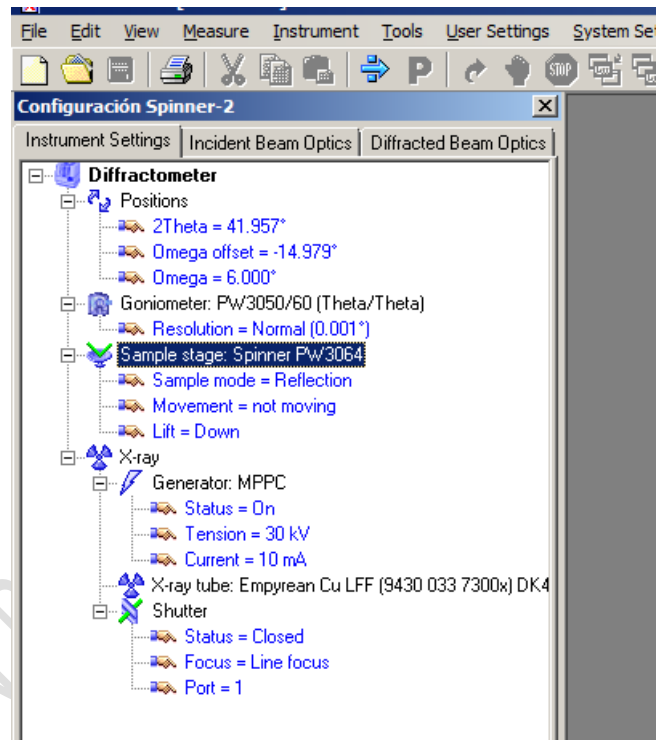 File Edit View Measure Instrument Tools User Settings System Set
P STOP
Configuración Spinner-2
Instrument Settings Incident Beam Optics Diffracted Beam Optics
Diffractometer
Positions
2Theta = 41.957°
Omega offset = -14.979°
Omega = 6.000°
Goniometer: PW3050/60 (Theta/Theta)
Resolution = Normal (0.001°)
Sample stage: Spinner PW3064
Sample mode = Reflection
Movement = not moving
Lift = Down
X-ray
Generator: MPPC
Status = On
Tension = 30 kV
Current = 10 mA
X-ray tube: Empyrean Cu LFF (9430 033 7300x) DK4
Shutter
Status = Closed
Focus = Line focus
Port = 1